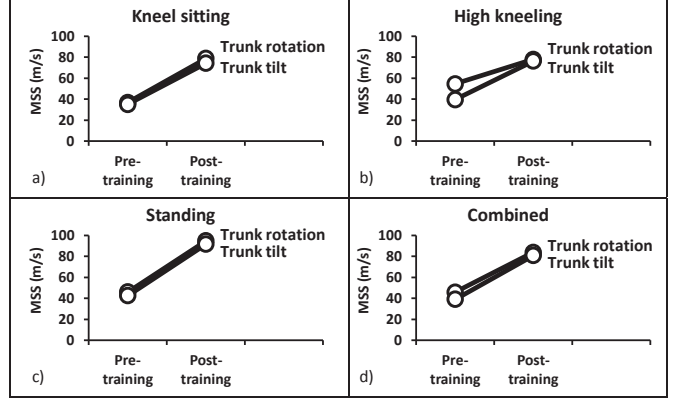 Kneel sitting
MSS (m/s)
100
80
60
40
20
0
Trunk rotation
Trunk tilt
Pre-
training
Post-
training
a)
High kneeling
MSS (m/s)
100
80
60
40
20
0
Trunk rotation
Trunk tilt
Pre-
training
Post-
training
b)
Standing
MSS (m/s)
100
80
60
40
20
0
Trunk rotation
Trunk tilt
Pre-
training
Post-
training
c)
Combined
MSS (m/s)
100
80
60
40
20
0
Trunk rotation
Trunk tilt
Pre-
training
Post-
training
d)